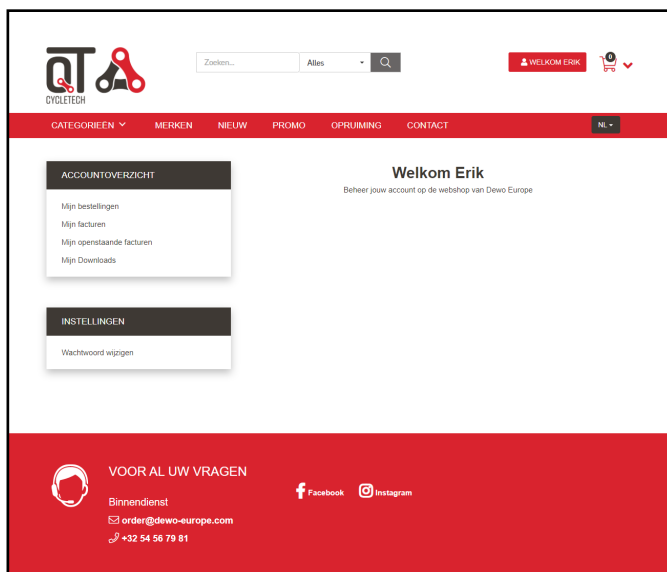 QTA
CYCLETECH
Zoeken...
Alles
WELKOM ERIK
0
CATEGORIEËN
MERKEN
NIEUW
PROMO
OPRUIMING
CONTACT
NL
ACCOUNTOVERZICHT
Mijn bestellingen
Mijn facturen
Mijn openstaande facturen
Mijn Downloads
Welkom Erik
Beheer jouw account op de webshop van Dewo Europe
INSTELLINGEN
Wachtwoord wijzigen
VOOR AL UW VRAGEN
Binnendienst
order@dewo-europe.com
+32 54 56 79 81
Facebook
Instagram